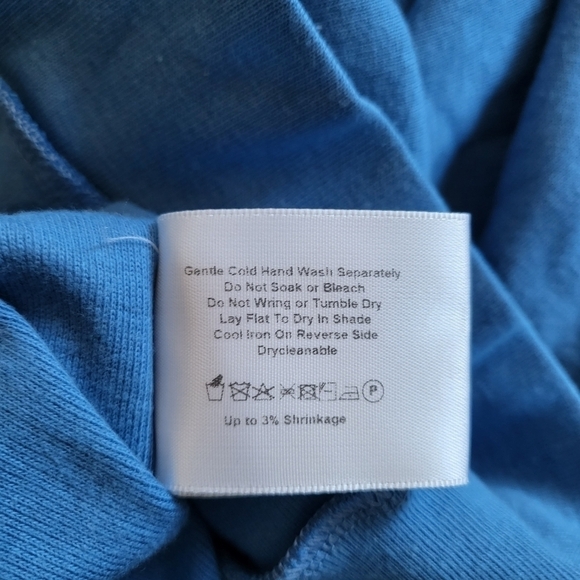 Gentle Cold Hand Wash Separately
Do Not Soak or Bleach
Do Not Wring or Tumble Dry
Lay Flat To Dry In Shade
Cool Iron On Reverse Side
Drycleanable
P
Up to 3% Shrinkage